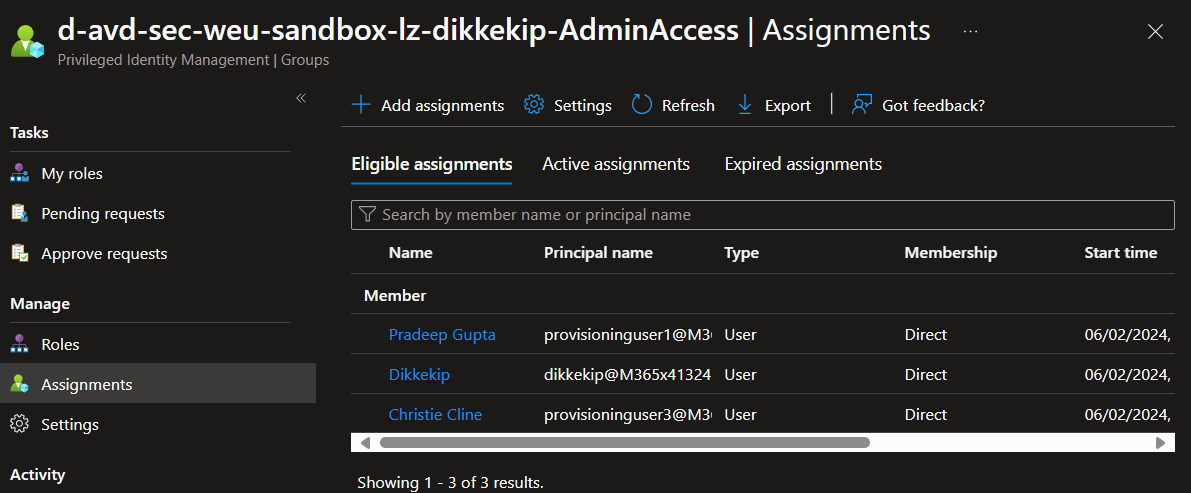 d-avd-sec-weu-sandbox-lz-dikkekip-AdminAccess | Assignments ...
Privileged Identity Management | Groups
Tasks
My roles
Pending requests
Approve requests
Manage
Roles
Assignments
Settings
Activity
Add assignments Settings Refresh Export Got feedback?
Eligible assignments Active assignments Expired assignments
Search by member name or principal name
Name Principal name Type Membership Start time
Member
Pradeep Gupta provisioninguser1@M36 User Direct 06/02/2024,
Dikkekip dikkekip@M365x41324 User Direct 06/02/2024,
Christie Cline provisioninguser3@M36 User Direct 06/02/2024,
Showing 1 - 3 of 3 results.